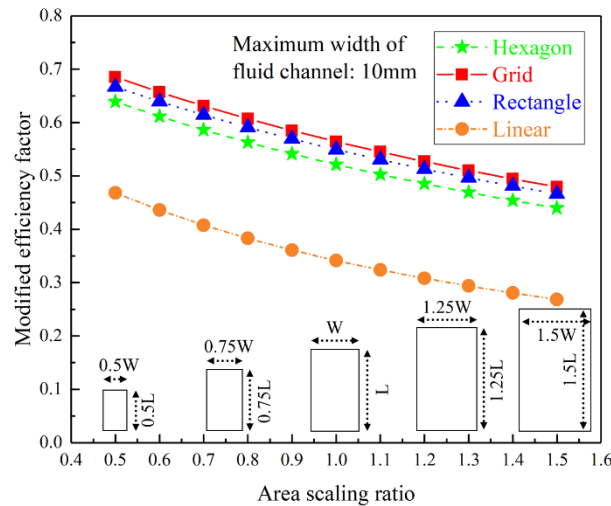 Modified efficiency factor
0.8
0.7
0.6
0.5
0.4
0.3
0.2
0.1
0.0
Maximum width of
fluid channel: 10mm
Hexagon
Grid
Rectangle
Linear
0.5W
0.5L
0.75W
0.75L
W
L
1.25W
1.25L
1.5W
1.5L
0.4 0.5 0.6 0.7 0.8 0.9 1.0 1.1 1.2 1.3 1.4 1.5 1.6
Area scaling ratio